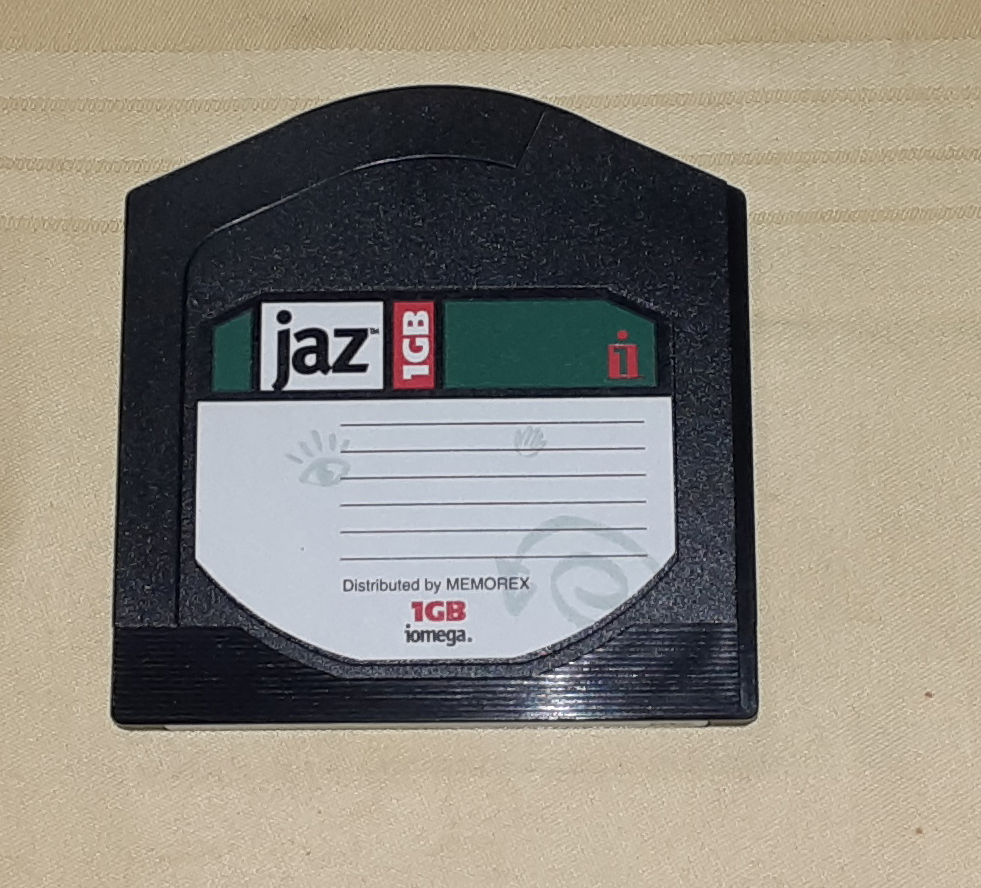 jaz™
1GB
i
Distributed by MEMOREX
1GB
iomega.